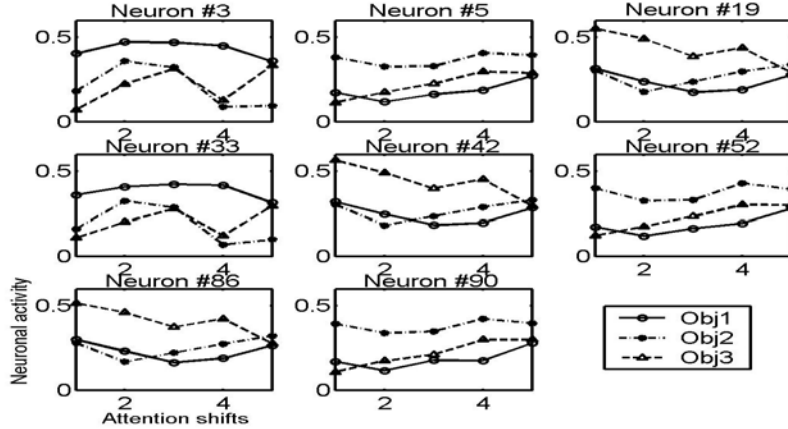 Neuron #3 Neuron #5 Neuron #19
0.5 0.5 0.5
0 0 0
2 4 2 4 2 4
Neuron #33 Neuron #42 Neuron #52
0.5 0.5 0.5
0 0 0
2 4 2 4 2 4
Neuron #86 Neuron #90
0.5 0.5
0 0
2 4 2 4
Neuronal activity
Attention shifts
Obj1
Obj2
Obj3